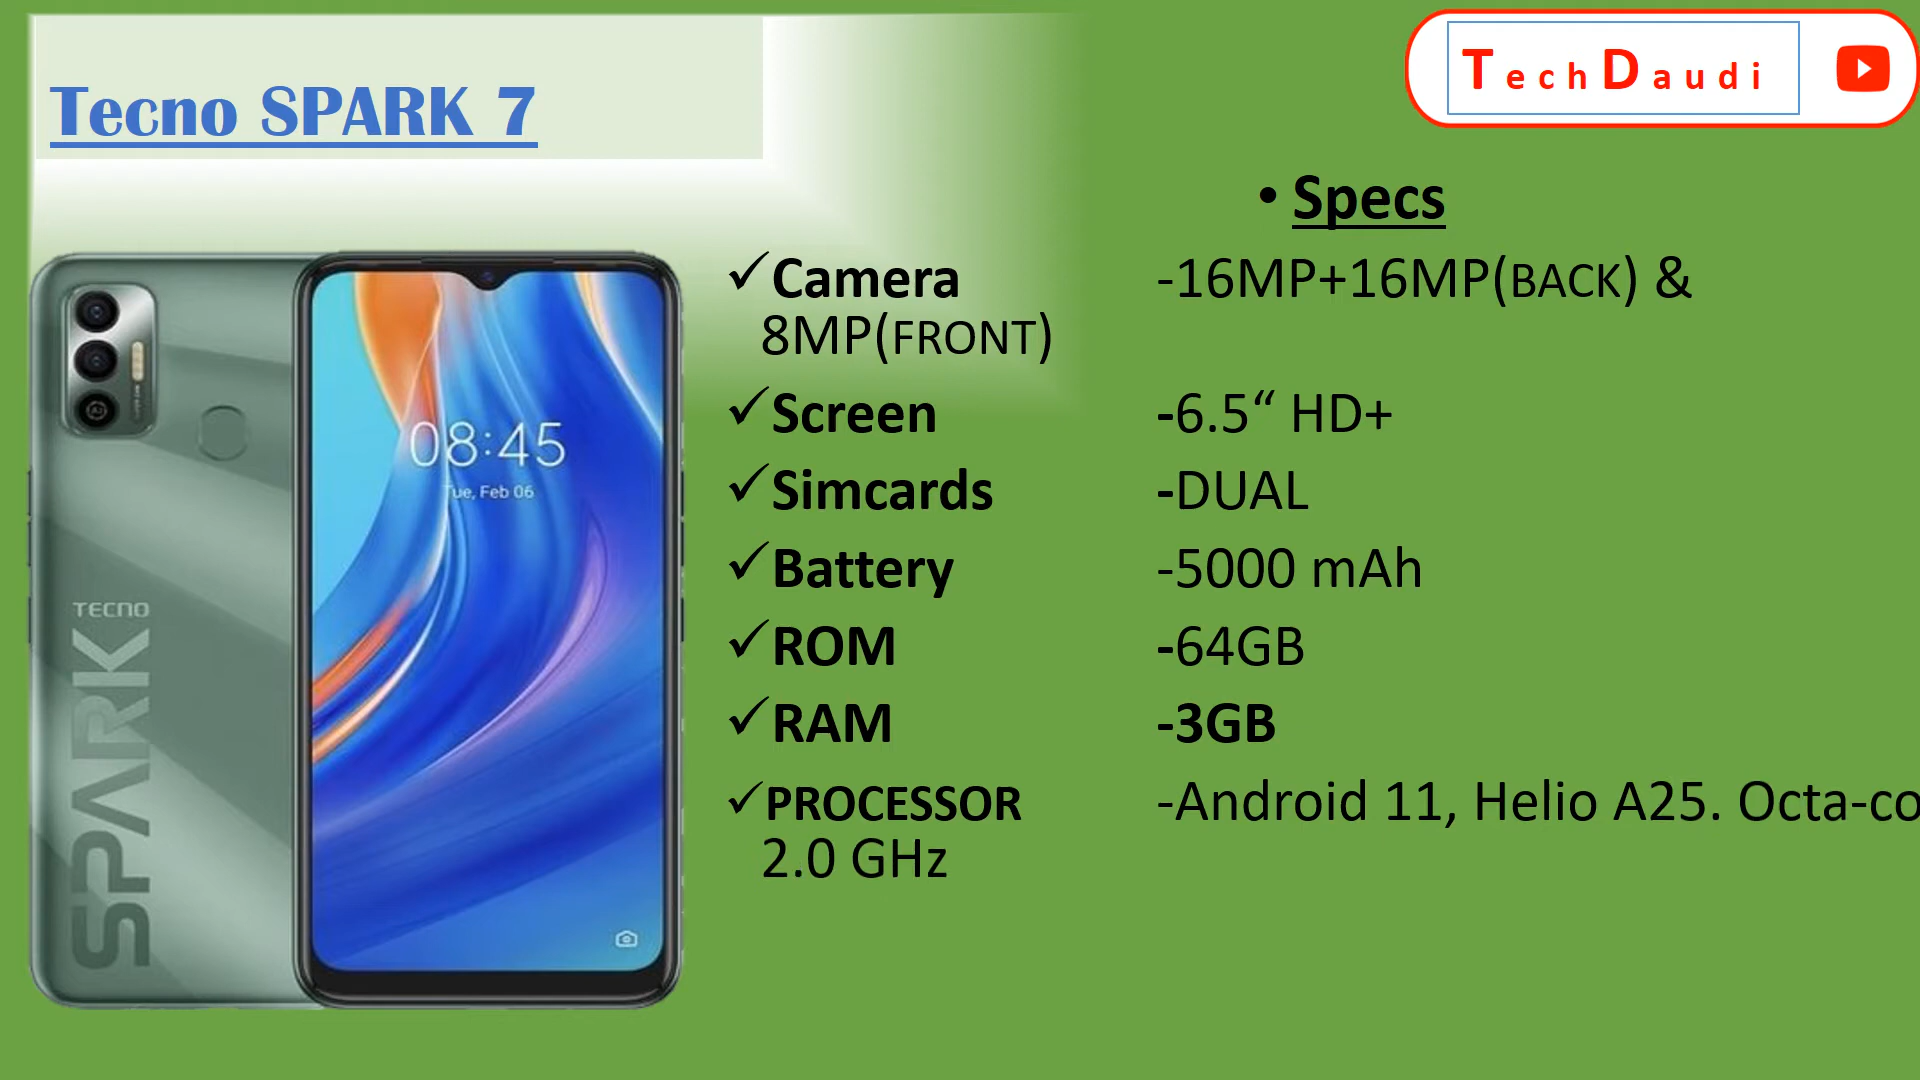 Tecno SPARK 7
TechDaudi
• Specs
✓Camera -16MP+16MP(BACK) &
8MP(FRONT)
✓Screen -6.5“ HD+
✓Simcards -DUAL
✓Battery -5000 mAh
✓ROM -64GB
✓RAM -3GB
✓PROCESSOR -Android 11, Helio A25. Octa-co
2.0 GHz
08:45
Tue, Feb 06
TECNO
SPARK
AI